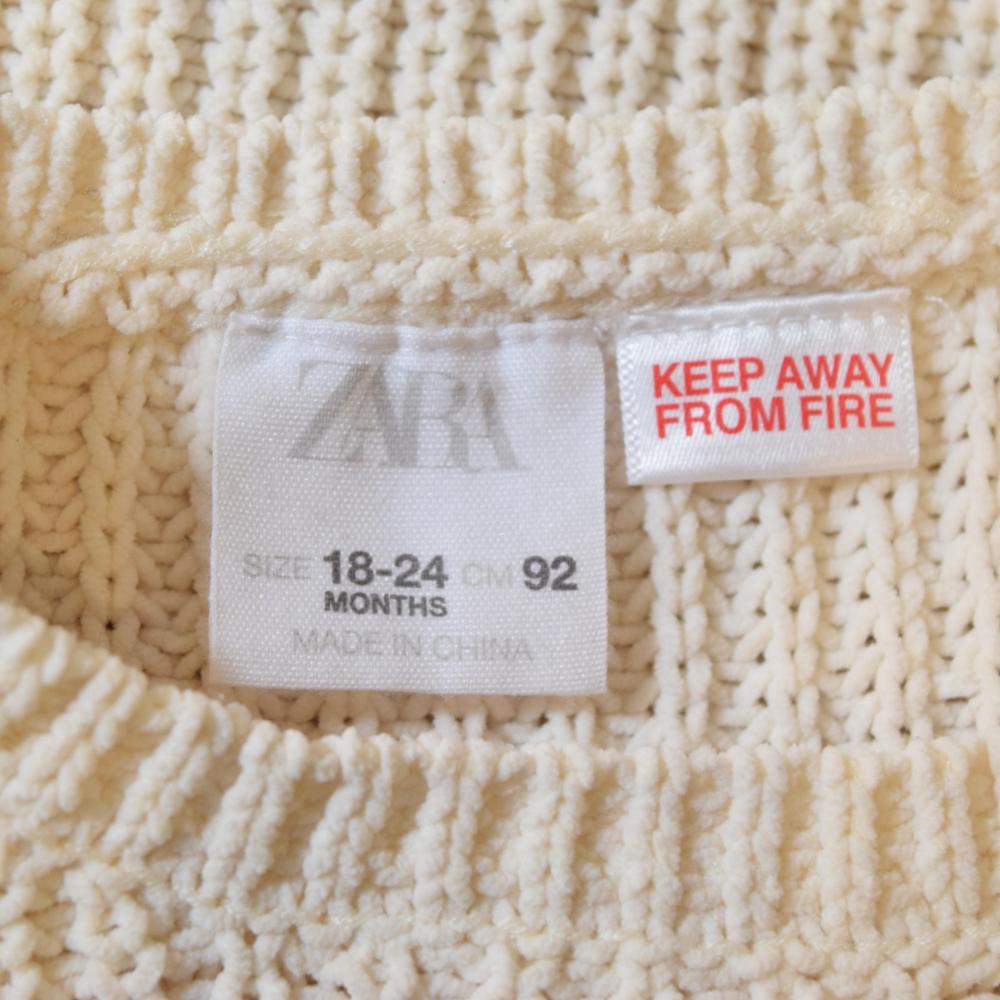 ZARA
SIZE 18-24 CM 92
MONTHS
MADE IN CHINA
KEEP AWAY
FROM FIRE